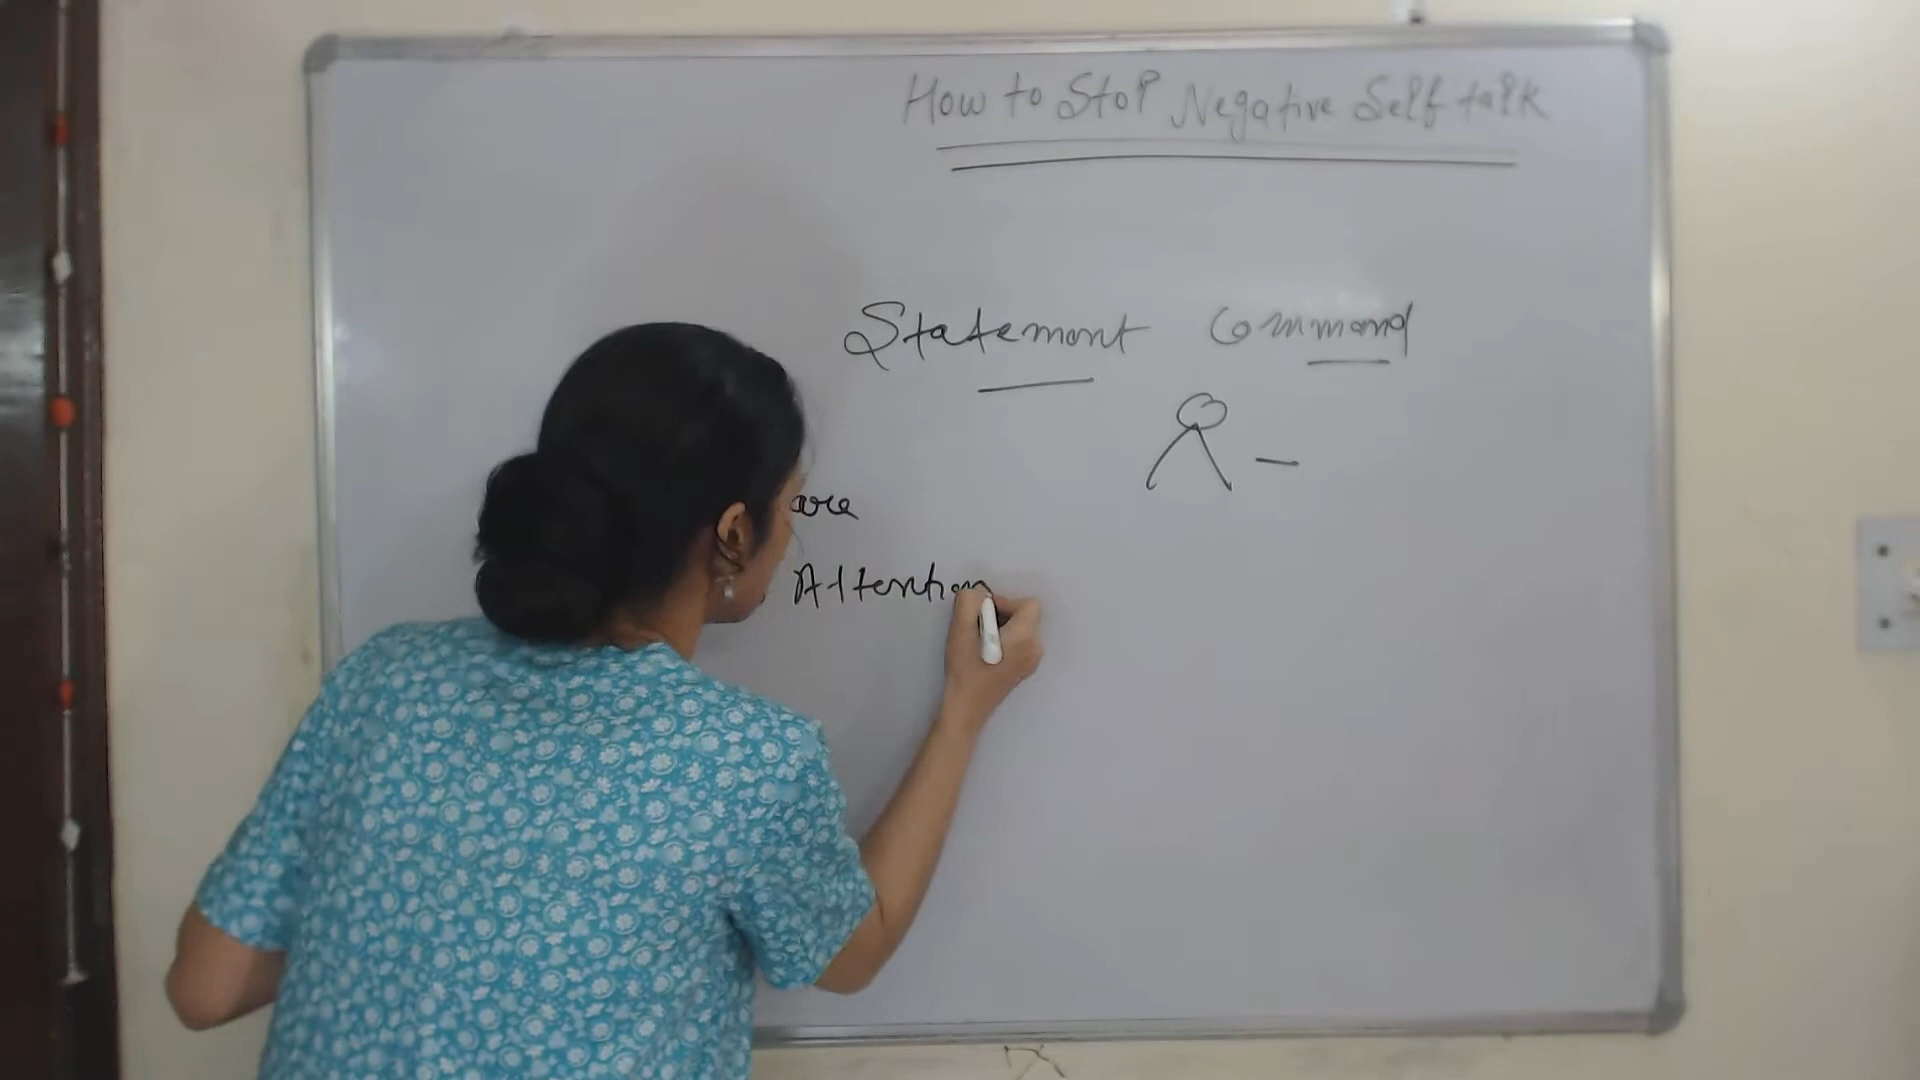 How to Stop Negative Self talk
Statement Command
are
Attention